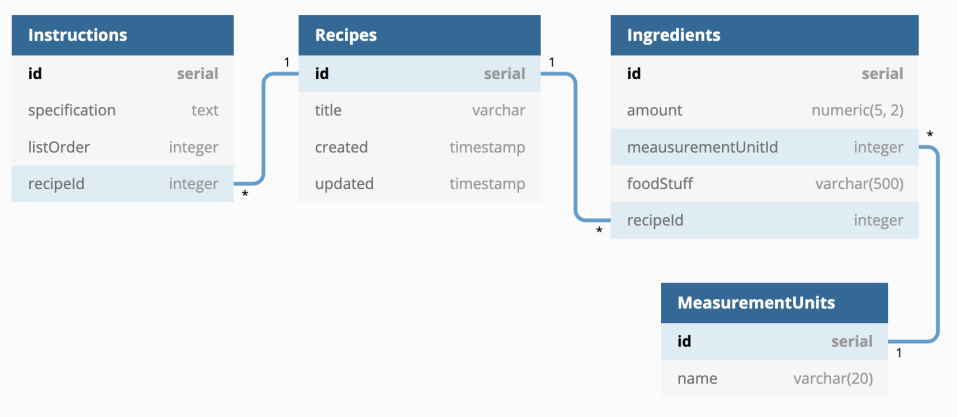 Instructions
id serial
specification text
listOrder integer
recipeId integer
*
1
Recipes
id serial
title varchar
created timestamp
updated timestamp
1
*
Ingredients
id serial
amount numeric(5, 2)
meausurementUnitId integer
foodStuff varchar(500)
recipeId integer
*
MeasurementUnits
id serial
name varchar(20)
1